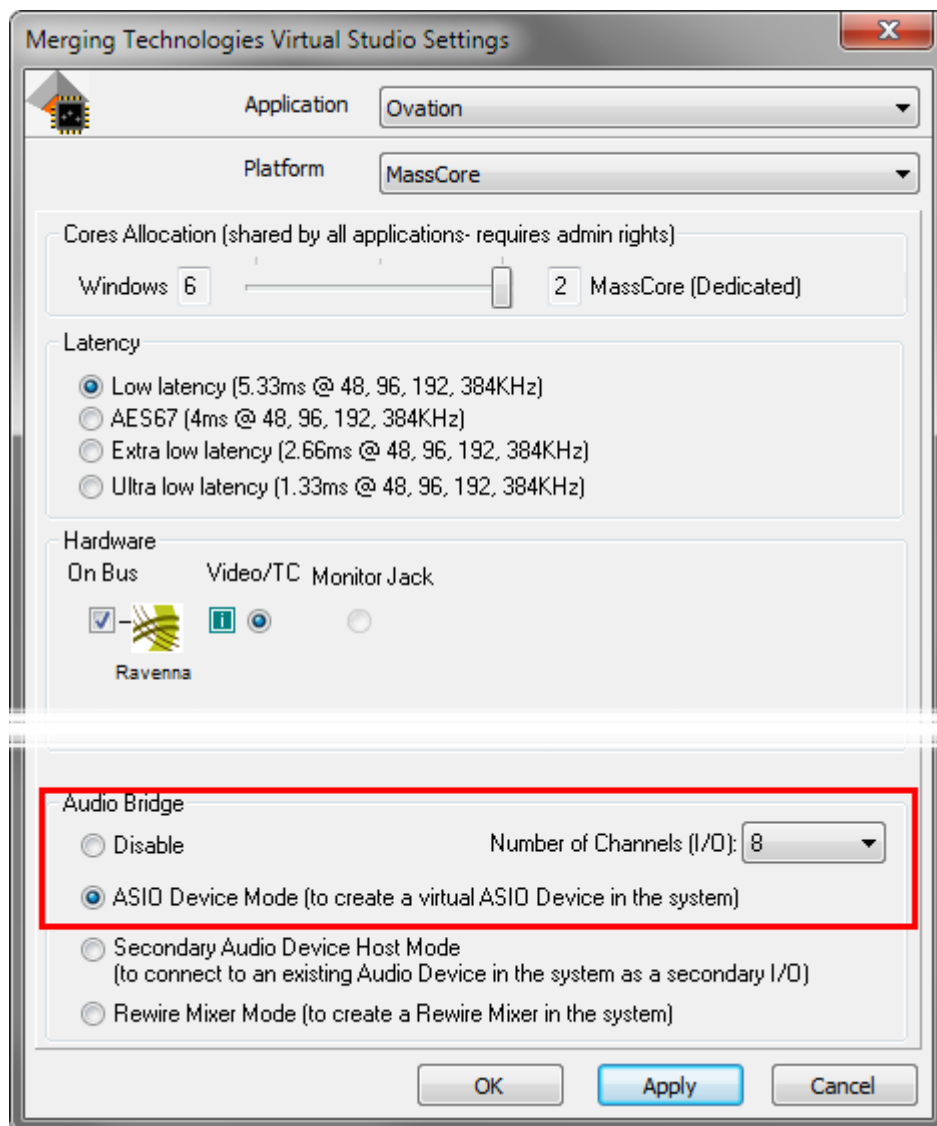 Merging Technologies Virtual Studio Settings
Application Ovation
Platform MassCore
Cores Allocation (shared by all applications- requires admin rights)
Windows 6 2 MassCore (Dedicated)
Latency
Low latency (5.33ms @ 48, 96, 192, 384KHz)
AES67 (4ms @ 48, 96, 192, 384KHz)
Extra low latency (2.66ms @ 48, 96, 192, 384KHz)
Ultra low latency (1.33ms @ 48, 96, 192, 384KHz)
Hardware
On Bus Video/TC Monitor Jack
i
Ravenna
Audio Bridge
Disable Number of Channels (I/O): 8
ASIO Device Mode (to create a virtual ASIO Device in the system)
Secondary Audio Device Host Mode
(to connect to an existing Audio Device in the system as a secondary I/O)
Rewire Mixer Mode (to create a Rewire Mixer in the system)
OK Apply Cancel